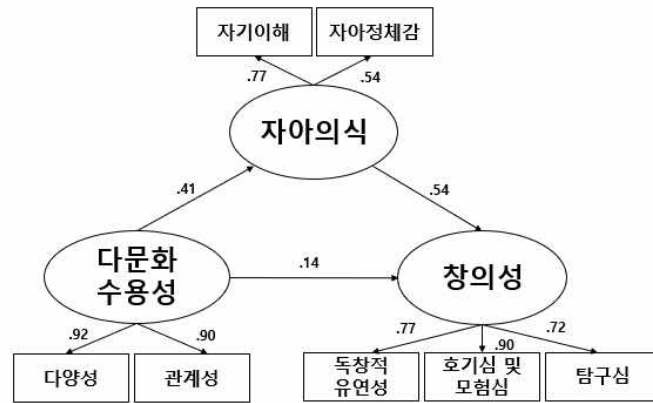 자기이해
자아정체감
.77
.54
자아의식
.41
.54
다문화
수용성
.14
창의성
.92
.90
.77
.90
.72
다양성
관계성
독창적
유연성
호기심 및
모험심
탐구심